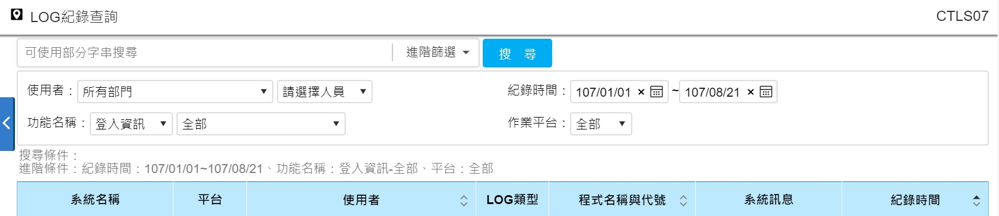 LOG紀錄查詢 CTLS07
可使用部分字串搜尋 進階篩選 搜 尋
使用者： 所有部門 請選擇人員 紀錄時間： 107/01/01 × ~ 107/08/21 ×
功能名稱： 登入資訊 全部 作業平台： 全部
搜尋條件：
進階條件：紀錄時間：107/01/01~107/08/21、功能名稱：登入資訊-全部、平台：全部
系統名稱 平台 使用者 LOG類型 程式名稱與代號 系統訊息 紀錄時間